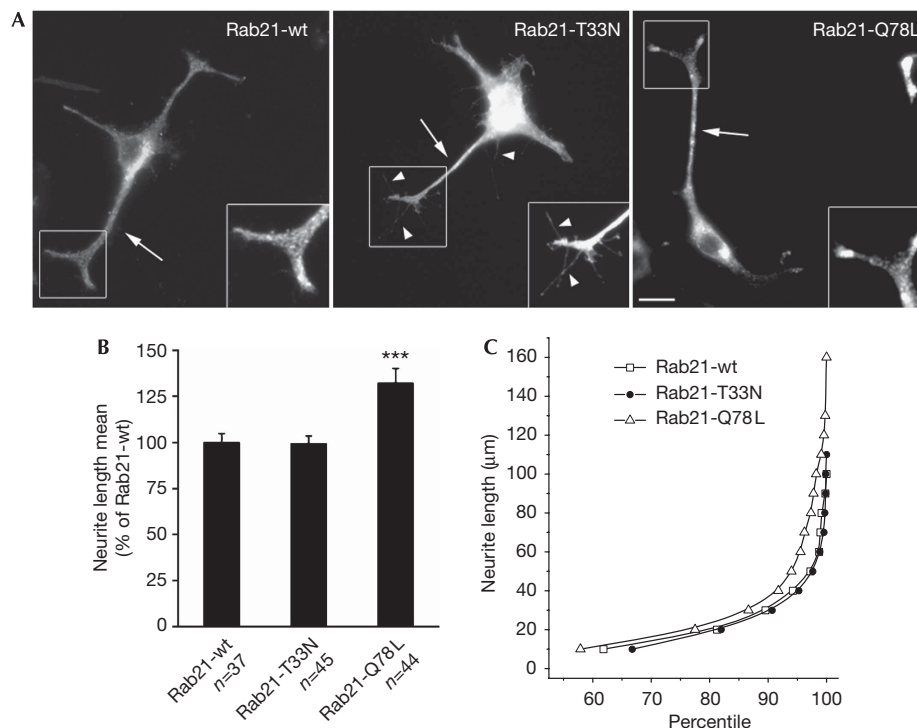 A
Rab21-wt
Rab21-T33N
Rab21-Q78L
B
Neurite length mean
(% of Rab21-wt)
150
125
100
75
50
25
0
***
Rab21-wt
n=37
Rab21-T33N
n=45
Rab21-Q78L
n=44
C
Neurite length (μm)
160
140
120
100
80
60
40
20
0
Rab21-wt
Rab21-T33N
Rab21-Q78L
60
70
80
90
100
Percentile